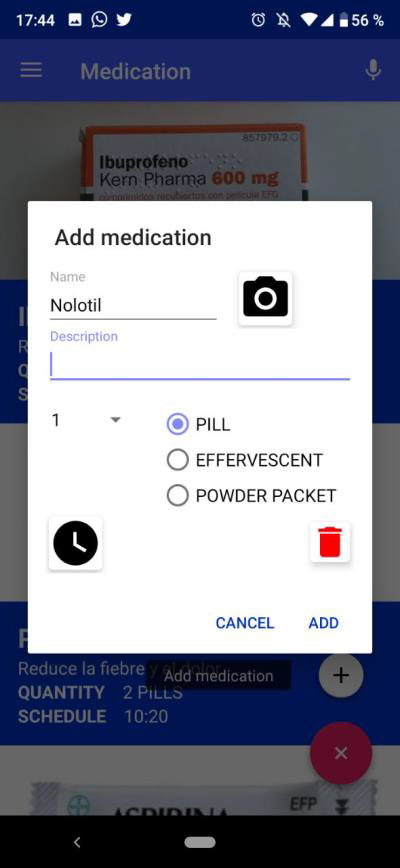 17:44
56 %
Medication
857979.2
Ibuprofeno
Kern Pharma 600 mg
comprimidos recubiertos con película EFG
Add medication
Name
Nolotil
Description
1
PILL
EFFERVESCENT
POWDER PACKET
CANCEL
ADD
Reduce la fiebre y el dolor
Add medication
QUANTITY 2 PILLS
SCHEDULE 10:20
ASPIRINA
EFP